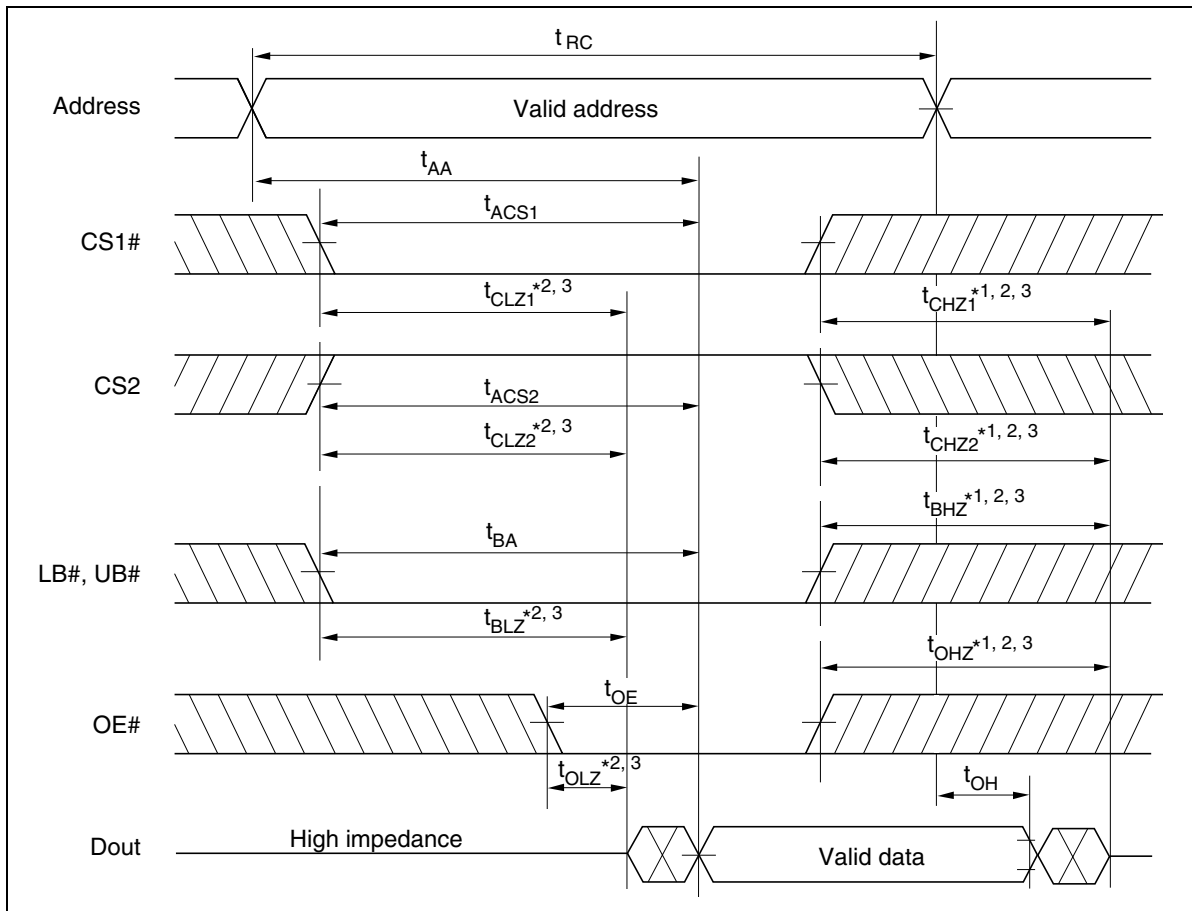 t RC
Address
Valid address
tAA
tACS1
CS1#
tCLZ1*2, 3
tCHZ1*1, 2, 3
CS2
tACS2
tCLZ2*2, 3
tCHZ2*1, 2, 3
tBHZ*1, 2, 3
tBA
LB#, UB#
tBLZ*2, 3
tOHZ*1, 2, 3
tOE
OE#
tOLZ*2, 3
tOH
High impedance
Dout
Valid data